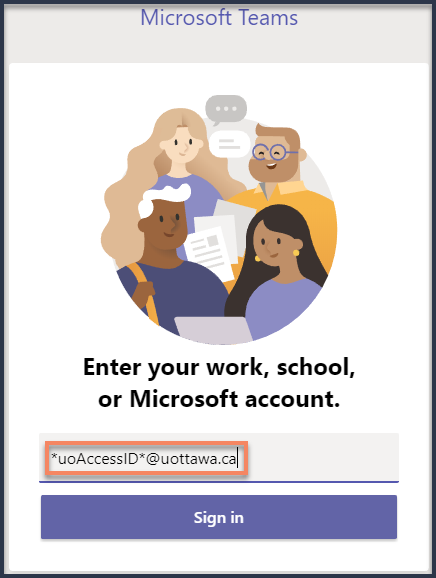 Microsoft Teams
Enter your work, school,
or Microsoft account.
*uoAccessID*@uottawa.ca
Sign in